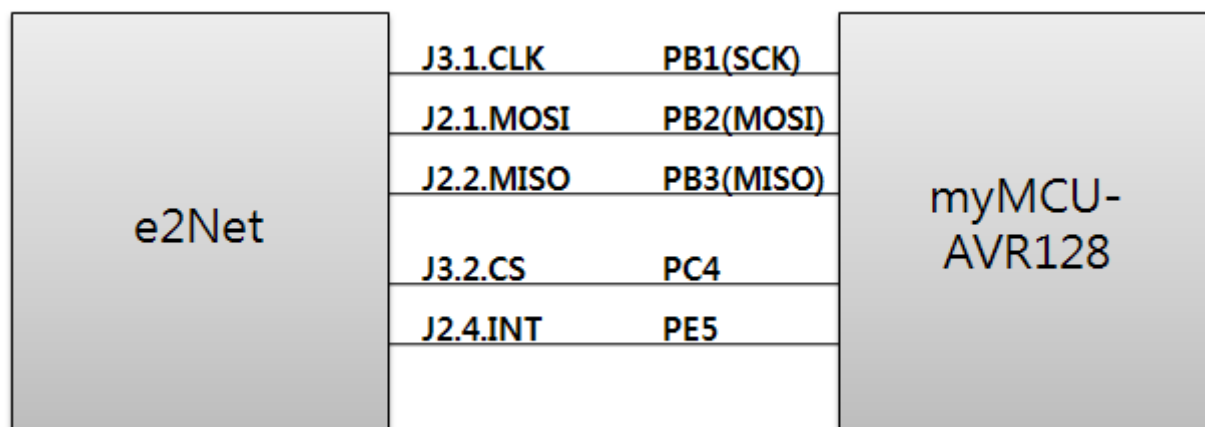 J3.1.CLK PB1(SCK)
J2.1.MOSI PB2(MOSI)
J2.2.MISO PB3(MISO)
e2Net
myMCU-
AVR128
J3.2.CS PC4
J2.4.INT PE5